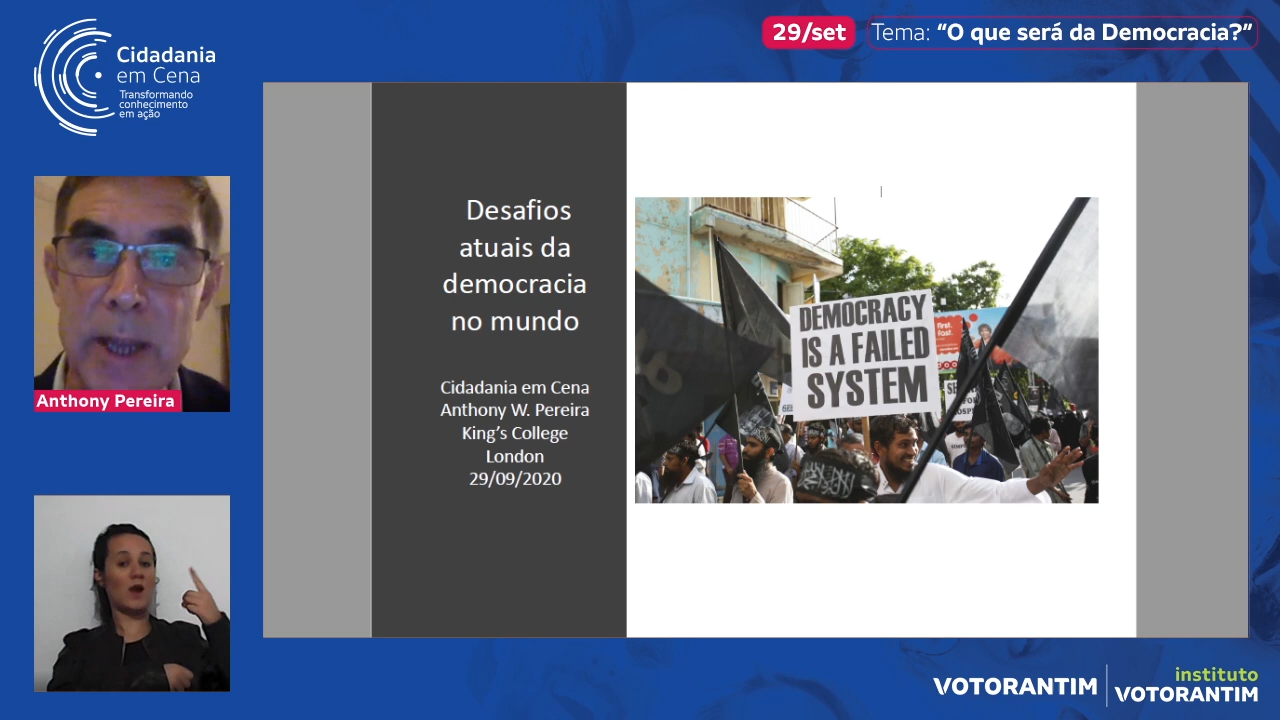 Cidadania
em Cena
Transformando
conhecimento
em ação
29/set
Tema: “O que será da Democracia?”
Anthony Pereira
Desafios
atuais da
democracia
no mundo
Cidadania em Cena
Anthony W. Pereira
King’s College
London
29/09/2020
DEMOCRACY
IS A FAILED
SYSTEM
first.
fast.
VOTORANTIM
instituto
VOTORANTIM